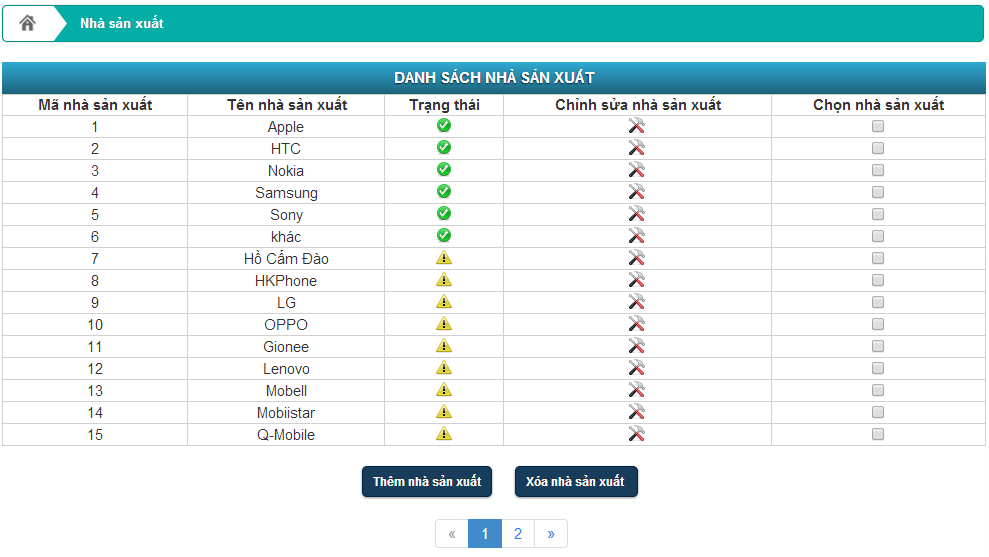 Nhà sản xuất
DANH SÁCH NHÀ SẢN XUẤT
Mã nhà sản xuất Tên nhà sản xuất Trạng thái Chỉnh sửa nhà sản xuất Chọn nhà sản xuất
1 Apple
2 HTC
3 Nokia
4 Samsung
5 Sony
6 khác
7 Hồ Cẩm Đào
8 HKPhone
9 LG
10 OPPO
11 Gionee
12 Lenovo
13 Mobell
14 Mobiistar
15 Q-Mobile
Thêm nhà sản xuất Xóa nhà sản xuất
« 1 2 »